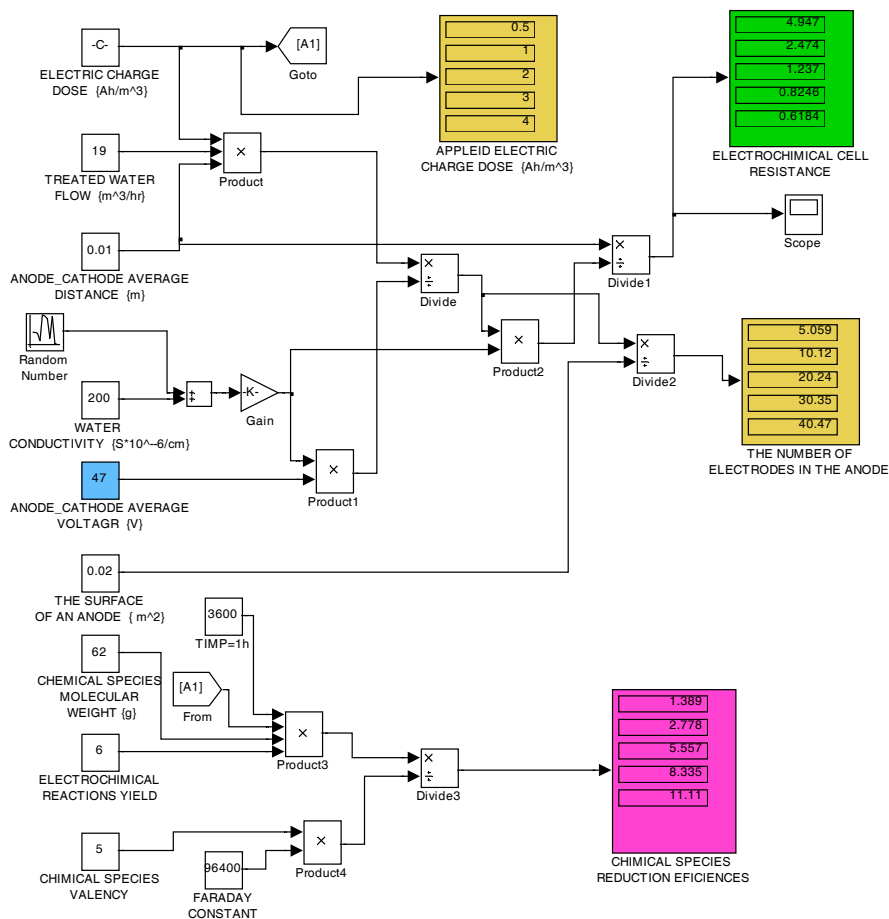 -C-
ELECTRIC CHARGE
DOSE {Ah/m^3}
[A1]
Goto
0.5
1
2
3
4
APPLEID ELECTRIC
CHARGE DOSE {Ah/m^3}
4.947
2.474
1.237
0.8246
0.6184
ELECTROCHIMICAL CELL
RESISTANCE
19
TREATED WATER
FLOW {m^3/hr}
×
Product
Scope
0.01
ANODE_CATHODE AVERAGE
DISTANCE {m}
×
÷
Divide
×
÷
Divide1
Random
Number
×
Product2
×
÷
Divide2
5.059
10.12
20.24
30.35
40.47
THE NUMBER OF
ELECTRODES IN THE ANODE
200
WATER
CONDUCTIVITY {S*10^--6/cm}
+
+
-K-
Gain
47
ANODE_CATHODE AVERAGE
VOLTAGR {V}
×
Product1
0.02
THE SURFACE
OF AN ANODE { m^2}
3600
TIMP=1h
62
CHEMICAL SPECIES
MOLECULAR
WEIGHT {g}
[A1]
From
×
Product3
6
ELECTROCHIMICAL
REACTIONS YIELD
×
÷
Divide3
1.389
2.778
5.557
8.335
11.11
CHIMICAL SPECIES
REDUCTION EFICIENCES
5
CHIMICAL SPECIES
VALENCY
96400
FARADAY
CONSTANT
×
Product4